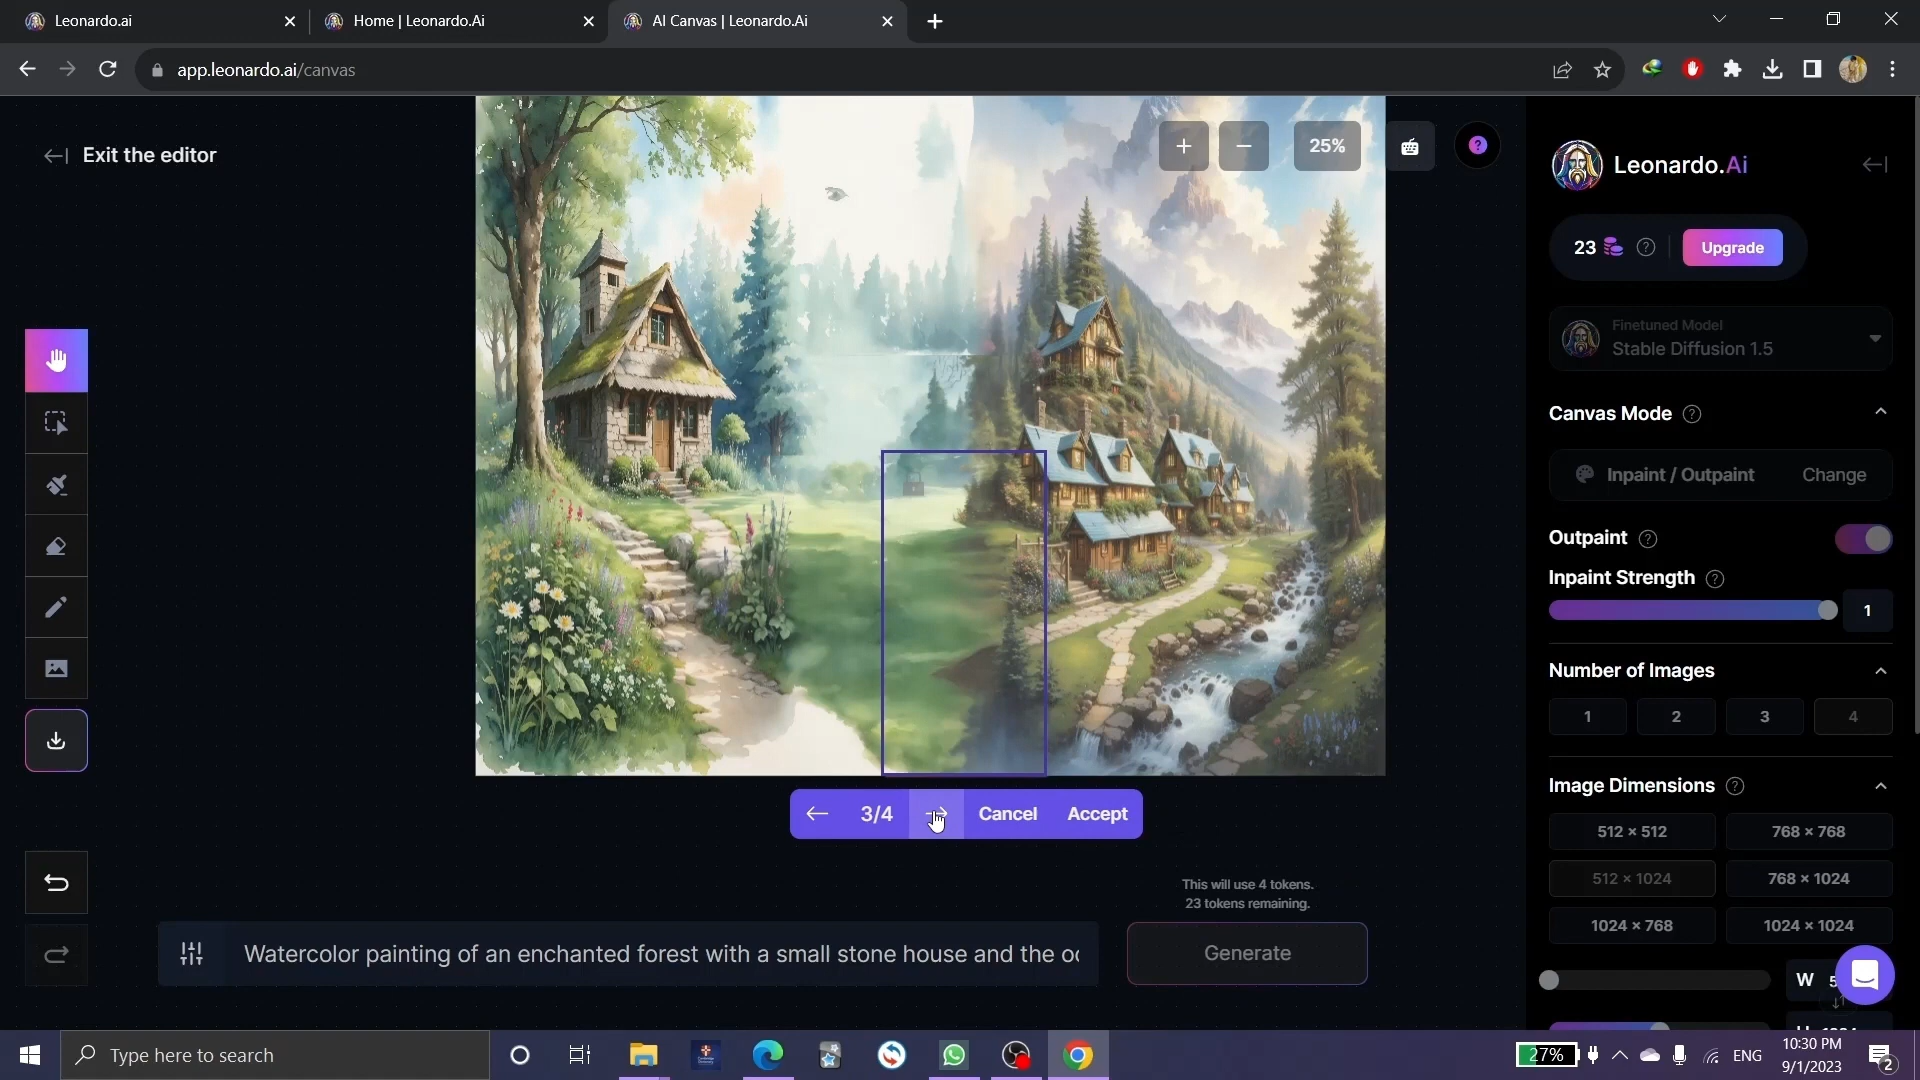 Leonardo.ai
Home | Leonardo.Ai
AI Canvas | Leonardo.Ai
app.leonardo.ai/canvas
Exit the editor
25%
?
Leonardo.Ai
23
?
Upgrade
Finetuned Model
Stable Diffusion 1.5
Canvas Mode ?
Inpaint / Outpaint Change
Outpaint ?
Inpaint Strength ?
1
Number of Images
1 2 3 4
Image Dimensions ?
512 × 512 768 × 768
512 × 1024 768 × 1024
1024 × 768 1024 × 1024
W 5
3/4
Cancel
Accept
This will use 4 tokens.
23 tokens remaining.
Watercolor painting of an enchanted forest with a small stone house and the
Generate
Type here to search
27%
ENG
10:30 PM
9/1/2023
2